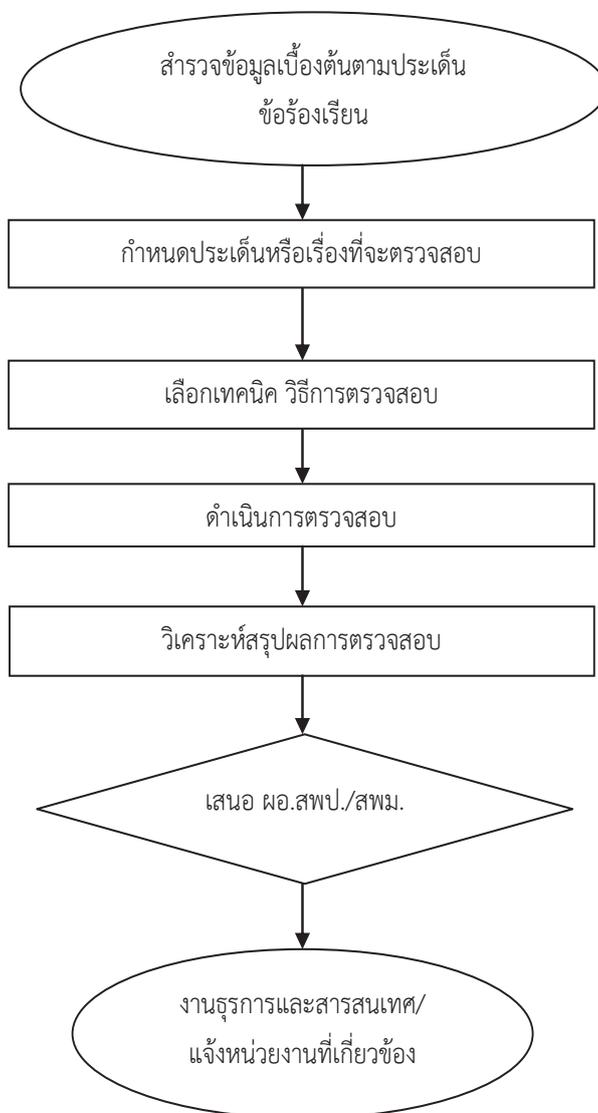 สำรวจข้อมูลเบื้องต้นตามประเด็น
ข้อร้องเรียน
กำหนดประเด็นหรือเรื่องที่จะตรวจสอบ
เลือกเทคนิค วิธีการตรวจสอบ
ดำเนินการตรวจสอบ
วิเคราะห์สรุปผลการตรวจสอบ
เสนอ ผอ.สพป./สพม.
งานธุรการและสารสนเทศ/
แจ้งหน่วยงานที่เกี่ยวข้อง